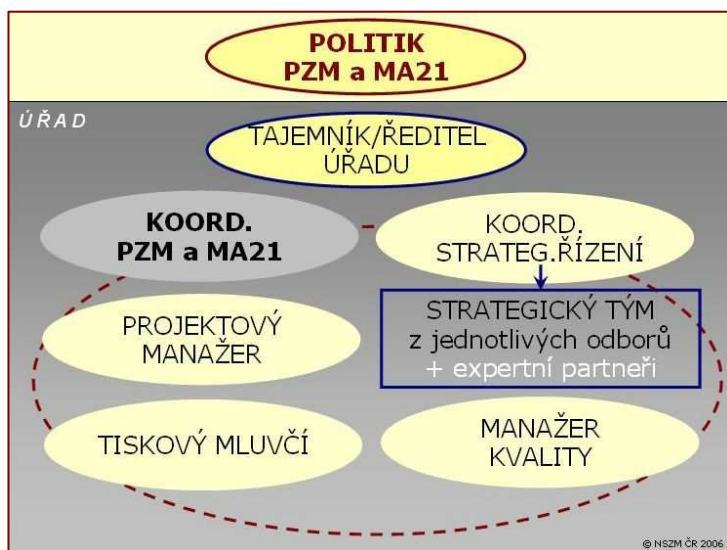 POLITIK
PZM a MA21
ÚŘAD
TAJEMNÍK/ŘEDITEL
ÚŘADU
KOORD.
PZM a MA21
KOORD.
STRATEG.ŘÍZENÍ
PROJEKTOVÝ
MANAŽER
STRATEGICKÝ TÝM
z jednotlivých odborů
+ expertní partneři
TISKOVÝ MLUVČÍ
MANAŽER
KVALITY
© NSZM ČR 2006